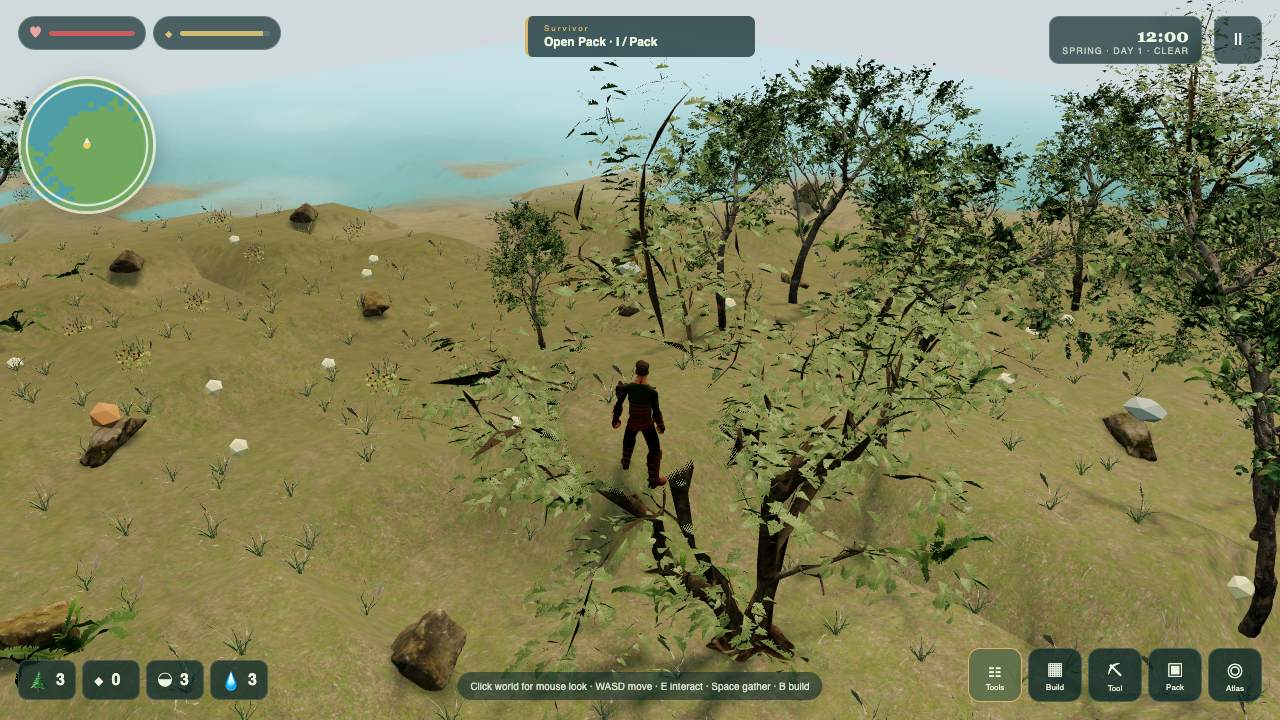 Survivor
Open Pack · I / Pack
12:00
SPRING · DAY 1 · CLEAR
3
0
3
3
Click world for mouse look · WASD move · E interact · Space gather · B build
Tools
Build
Tool
Pack
Atlas